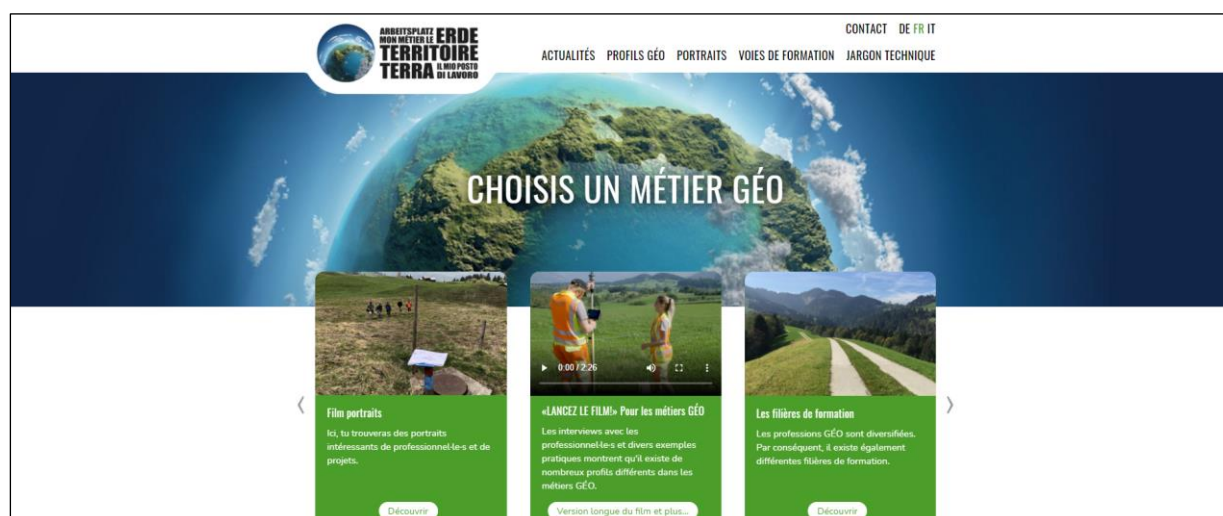 ARBEITSPLATZ ERDE
MON MÉTIER LE
TERRITOIRE
TERRA IL MIO POSTO
DI LAVORO
CONTACT DE FR IT
ACTUALITÉS PROFILS GÉO PORTRAITS VOIES DE FORMATION JARGON TECHNIQUE
CHOISIS UN MÉTIER GÉO
Film portraits
Ici, tu trouveras des portraits
intéressants de professionnel·le·s et de
projets.
Découvrir
0:00 / 2:26
«LANCEZ LE FILM!» Pour les métiers GÉO
Les interviews avec les
professionnel·le·s et divers exemples
pratiques montrent qu'il existe de
nombreux profils différents dans les
métiers GÉO.
Version longue du film et plus...
Les filières de formation
Les professions GÉO sont diversifiées.
Par conséquent, il existe également
différentes filières de formation.
Découvrir